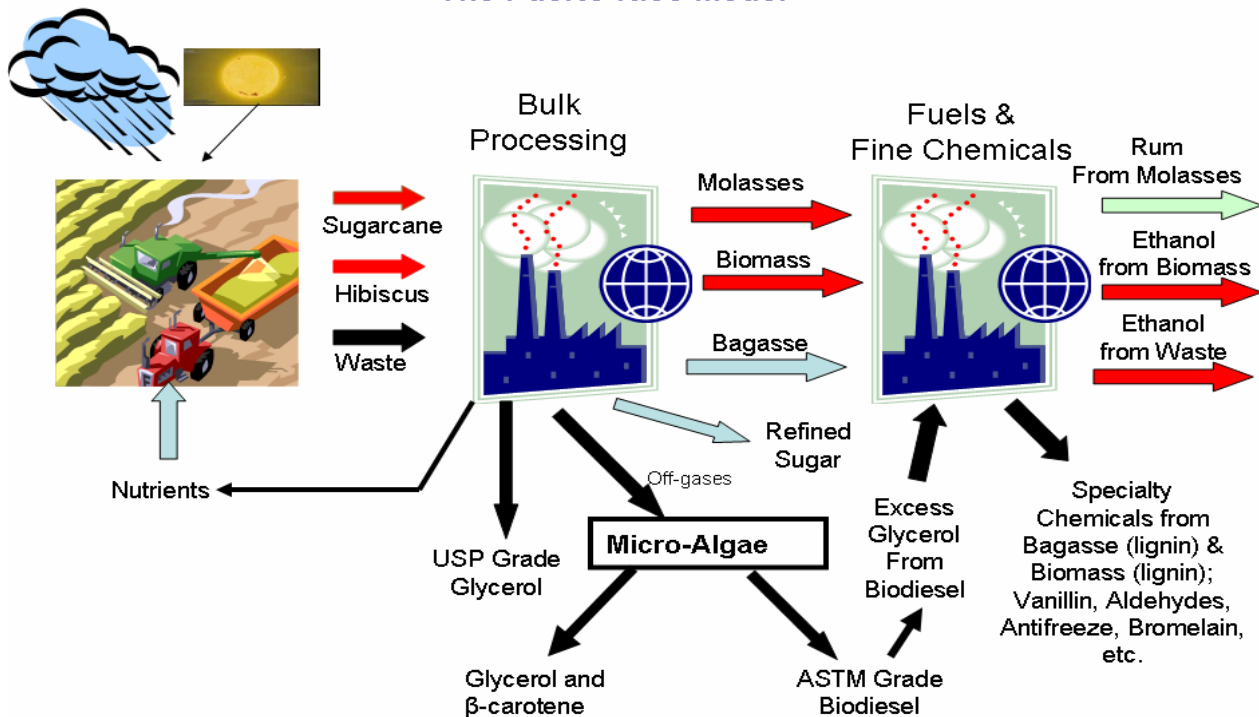 Bulk
Processing
Fuels &
Fine Chemicals
Rum
From Molasses
Molasses
Sugarcane
Biomass
Ethanol
from Biomass
Hibiscus
Ethanol
from Waste
Waste
Bagasse
Refined
Sugar
Nutrients
Off-gases
USP Grade
Glycerol
Micro-Algae
Excess
Glycerol
From
Biodiesel
Specialty
Chemicals from
Bagasse (lignin) &
Biomass (lignin);
Vanillin, Aldehydes,
Antifreeze, Bromelain,
etc.
Glycerol and
β-carotene
ASTM Grade
Biodiesel